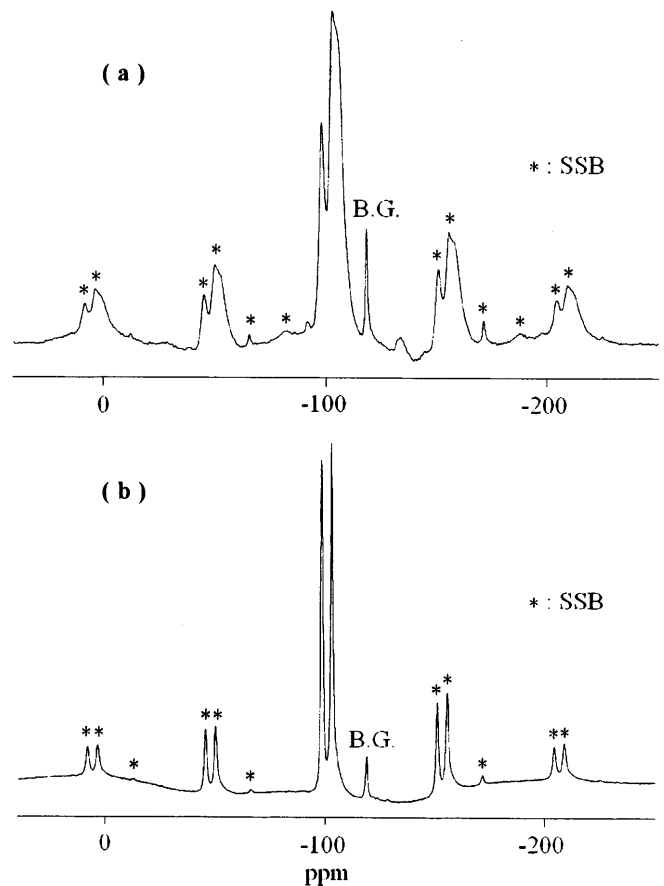 ( a )
* : SSB
B.G.
* * * * * * * * * * * *
0 -100 -200
( b )
* : SSB
B.G.
* * * * * * * * * * * *
0 -100 -200
ppm